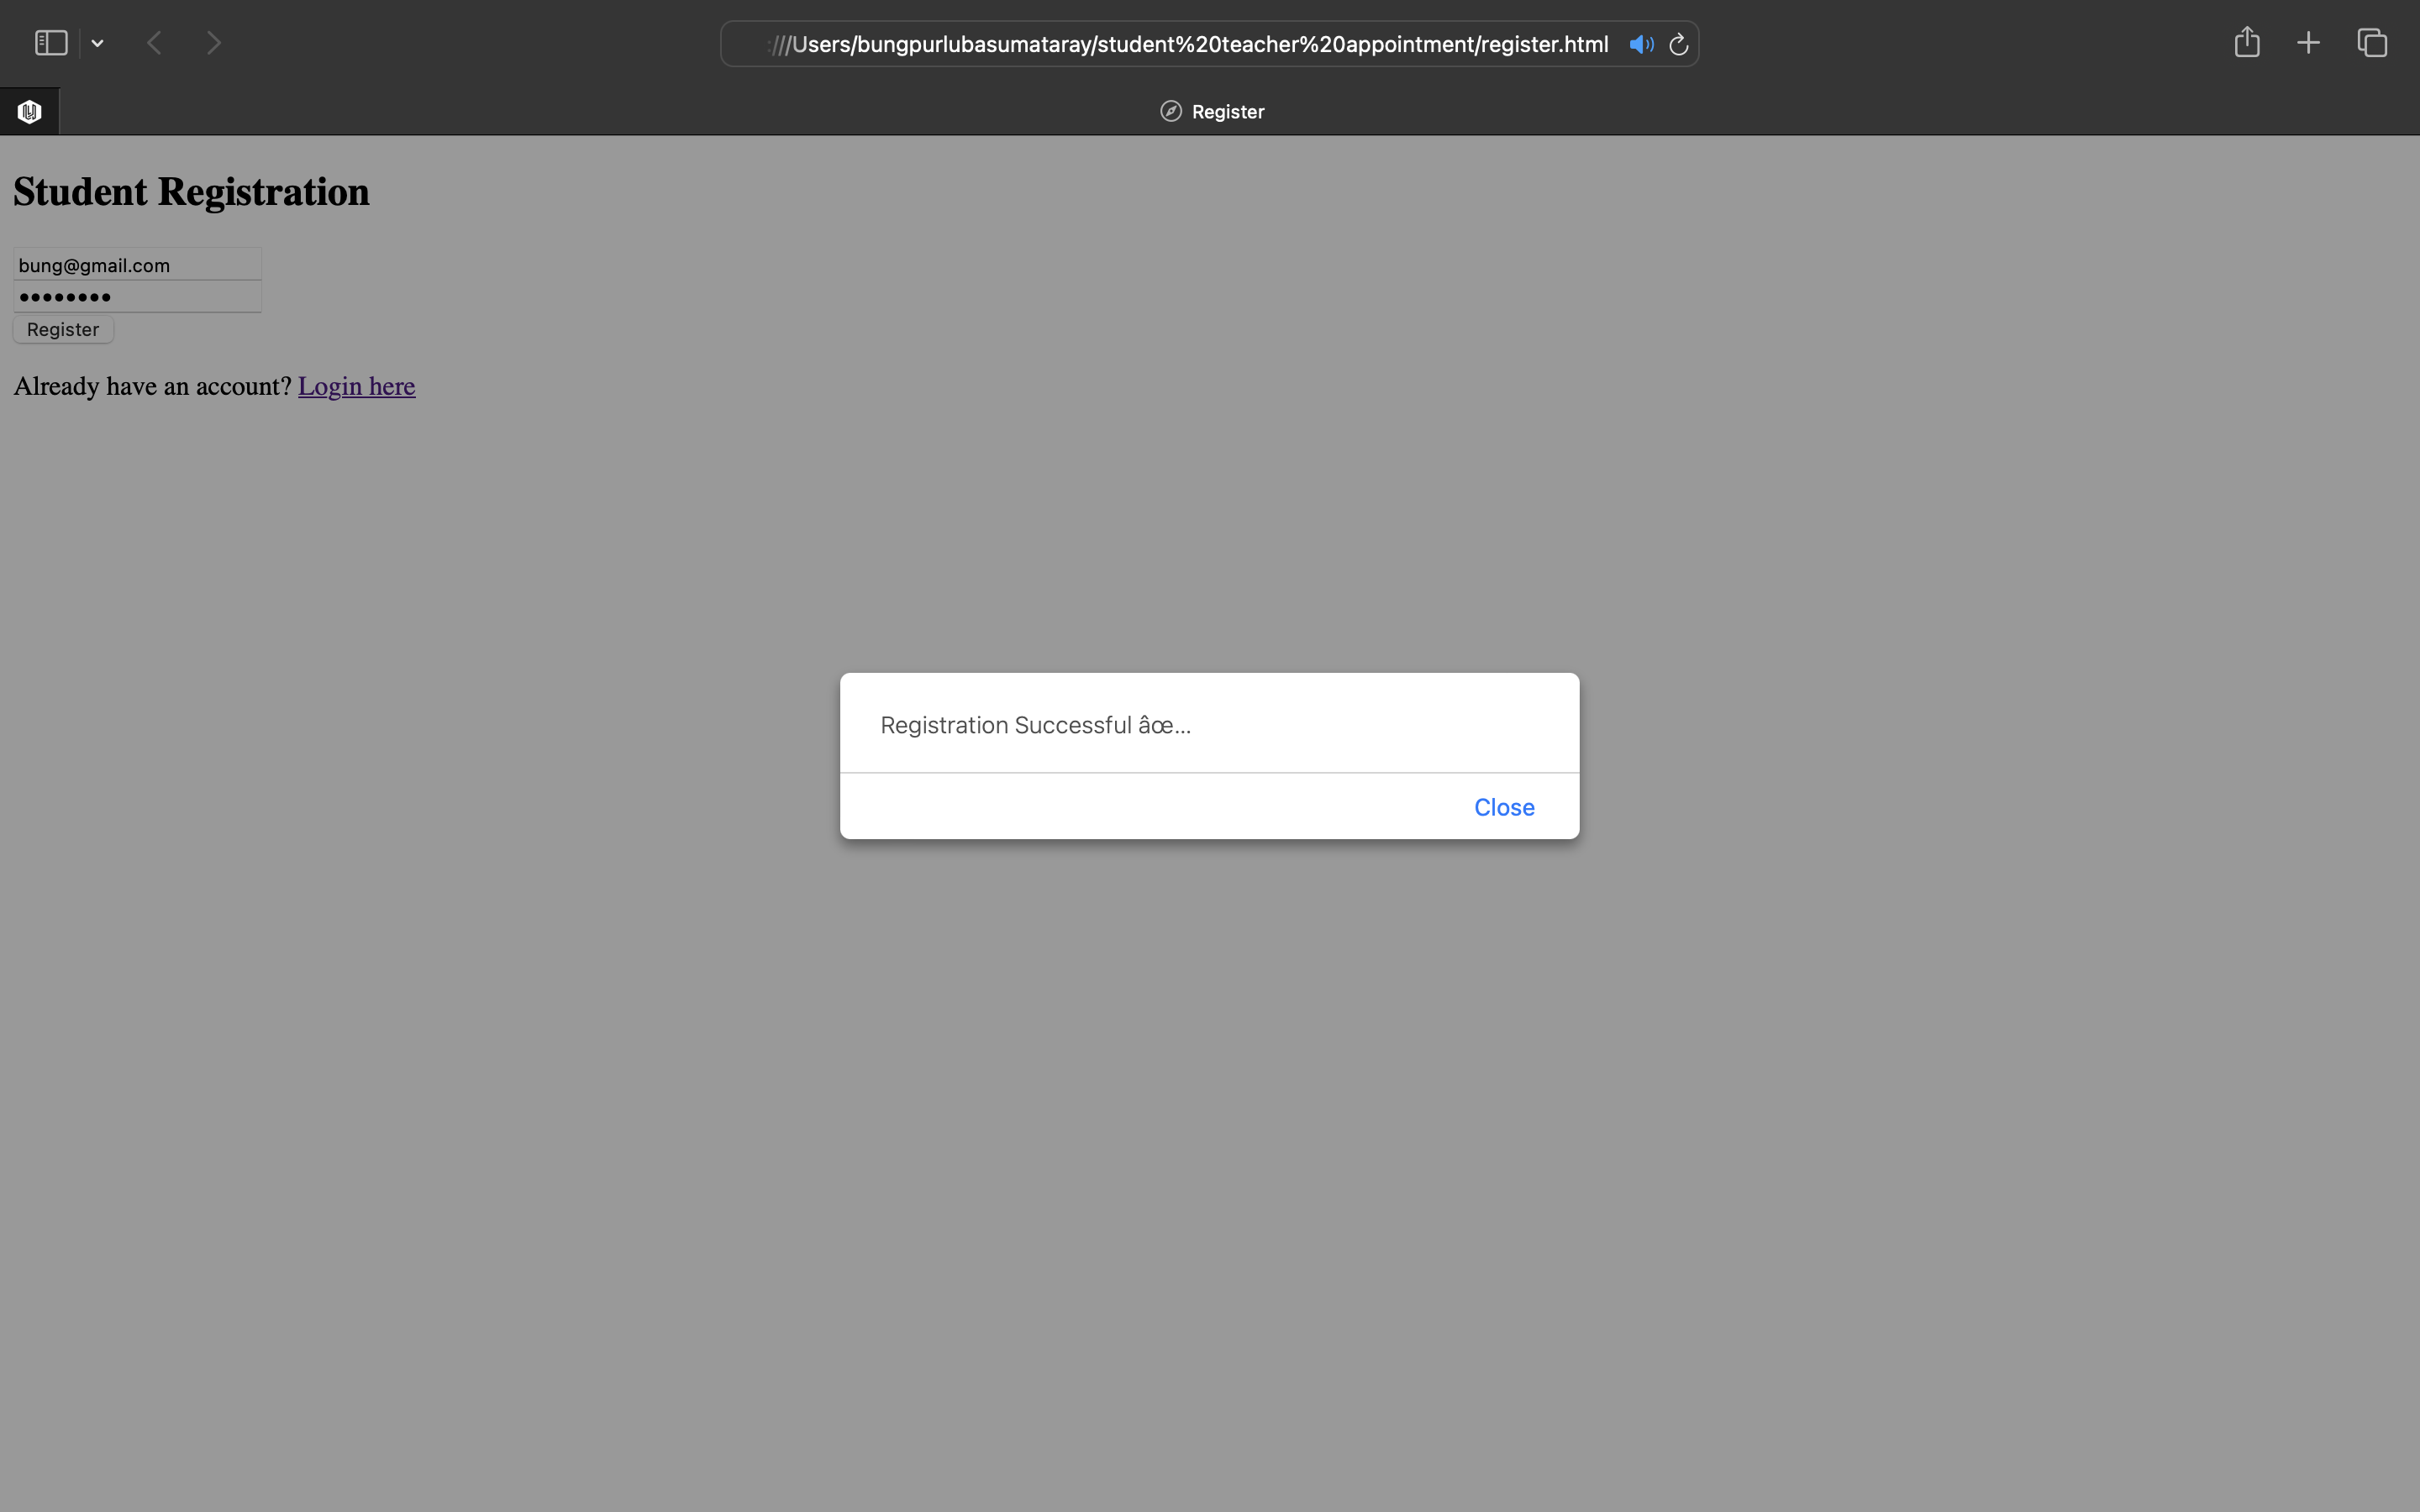 :///Users/bungpurlubasumataray/student%20teacher%20appointment/register.html
Register
Student Registration
bung@gmail.com
••••••••
Register
Already have an account? Login here
Registration Successful âœ…
Close